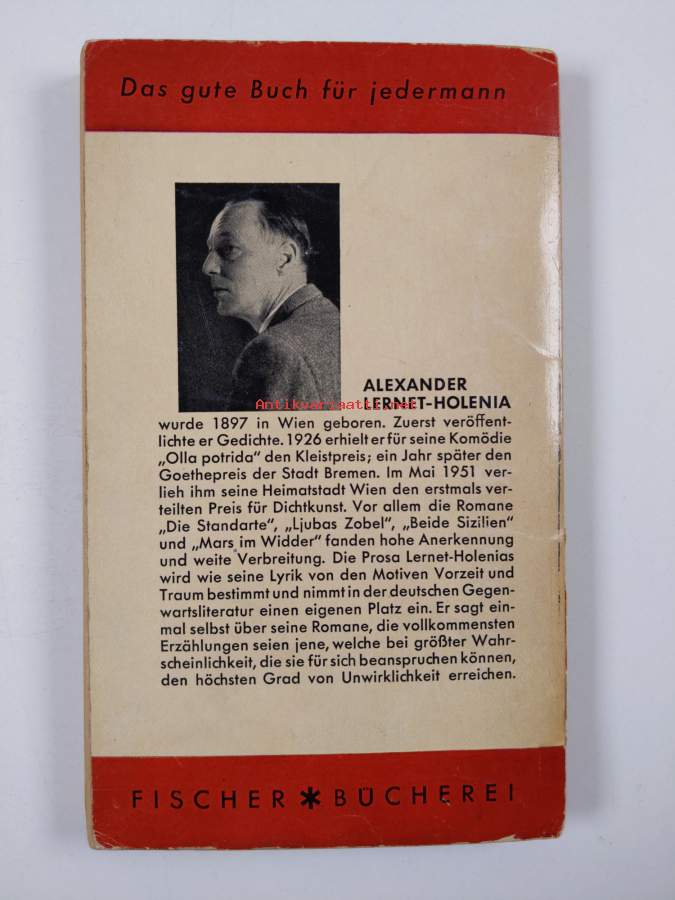 Das gute Buch für jedermann
ALEXANDER
LERNET-HOLENIA
Antikvariaatti.net
wurde 1897 in Wien geboren. Zuerst veröffent-
lichte er Gedichte. 1926 erhielt er für seine Komödie
„Olla potrida“ den Kleistpreis; ein Jahr später den
Goethepreis der Stadt Bremen. Im Mai 1951 ver-
lieh ihm seine Heimatstadt Wien den erstmals ver-
teilten Preis für Dichtkunst. Vor allem die Romane
„Die Standarte“, „Ljubas Zobel“, „Beide Sizilien“
und „Mars im Widder“ fanden hohe Anerkennung
und weite Verbreitung. Die Prosa Lernet-Holenias
wird wie seine Lyrik von den Motiven Vorzeit und
Traum bestimmt und nimmt in der deutschen Gegen-
wartsliteratur einen eigenen Platz ein. Er sagt ein-
mal selbst über seine Romane, die vollkommensten
Erzählungen seien jene, welche bei größter Wahr-
scheinlichkeit, die sie für sich beanspruchen können,
den höchsten Grad von Unwirklichkeit erreichen.
FISCHER * BÜCHEREI